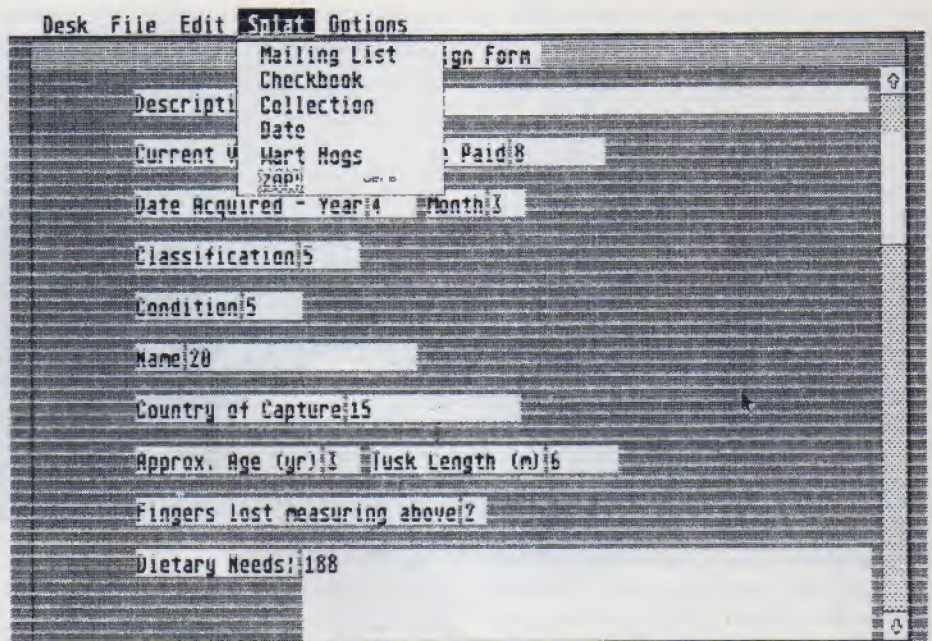 Desk File Edit Splat Options
Mailing List
Checkbook
Collection
Date
Wart Hogs
ign Form
Descripti
Current V
Paid 8
Date Acquired - Year 4 Month 3
Classification 5
Condition 5
Name 20
Country of Capture 15
Approx. Age (yr) 3 Tusk Length (m) 6
Fingers lost measuring above 2
Dietary Needs: 188